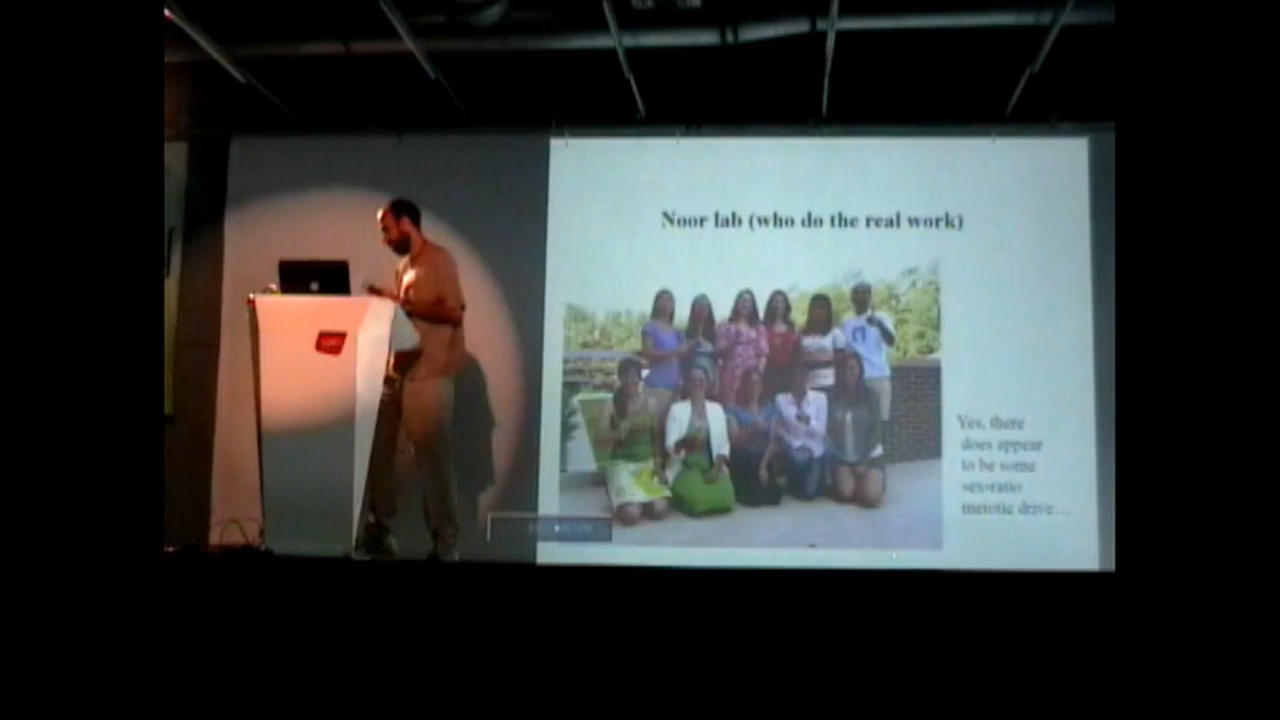 Noor lab (who do the real work)
Yes, there
does appear
to be some
sex-ratio
meiotic drive…